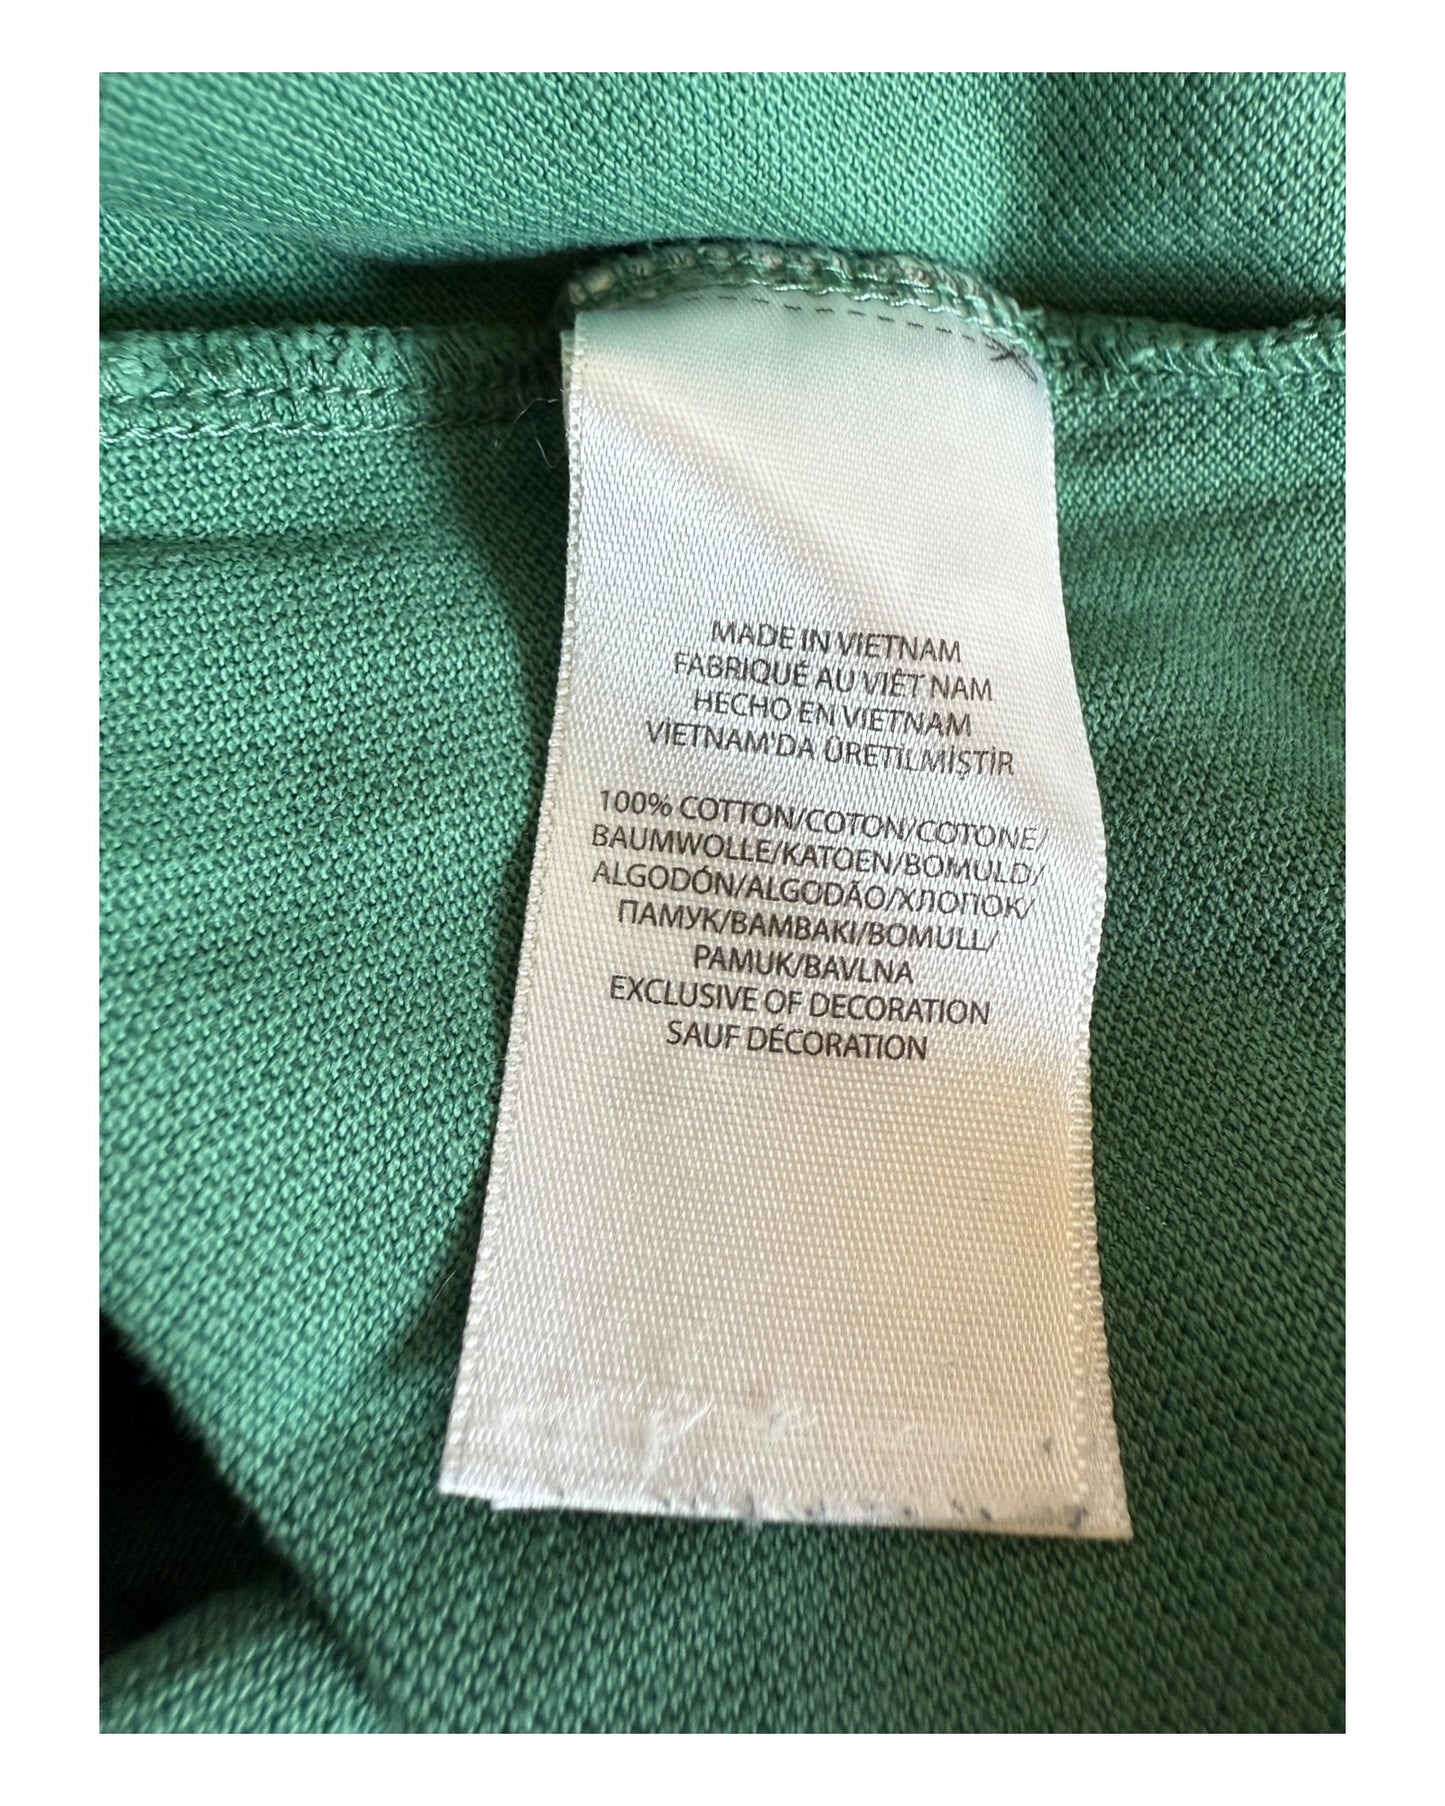 MADE IN VIETNAM
FABRIQUÉ AU VIÊT NAM
HECHO EN VIETNAM
VIETNAM'DA ÜRETİLMİŞTİR
100% COTTON/COTON/COTONE/
BAUMWOLLE/KATOEN/BOMULD/
ALGODÓN/ALGODÃO/ХЛОПОК/
ПАМУК/BAMBAKI/BOMULL/
PAMUK/BAVLNA
EXCLUSIVE OF DECORATION
SAUF DÉCORATION